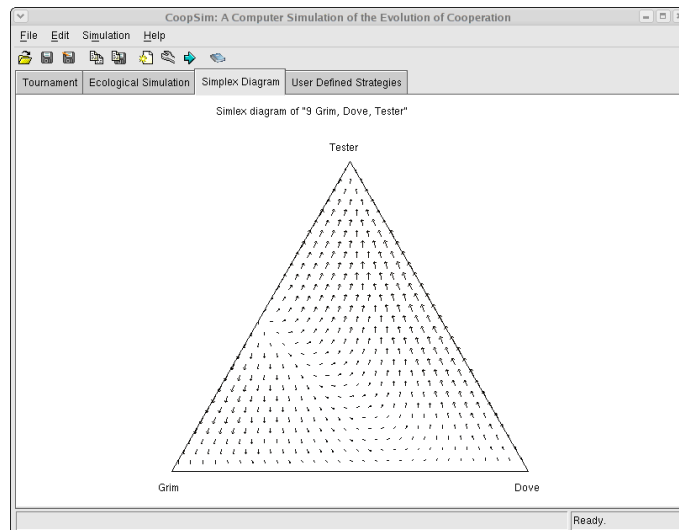 CoopSim: A Computer Simulation of the Evolution of Cooperation
File Edit Simulation Help
Tournament Ecological Simulation Simplex Diagram User Defined Strategies
Simlex diagram of "9 Grim, Dove, Tester"
Tester
Grim Dove
Ready.